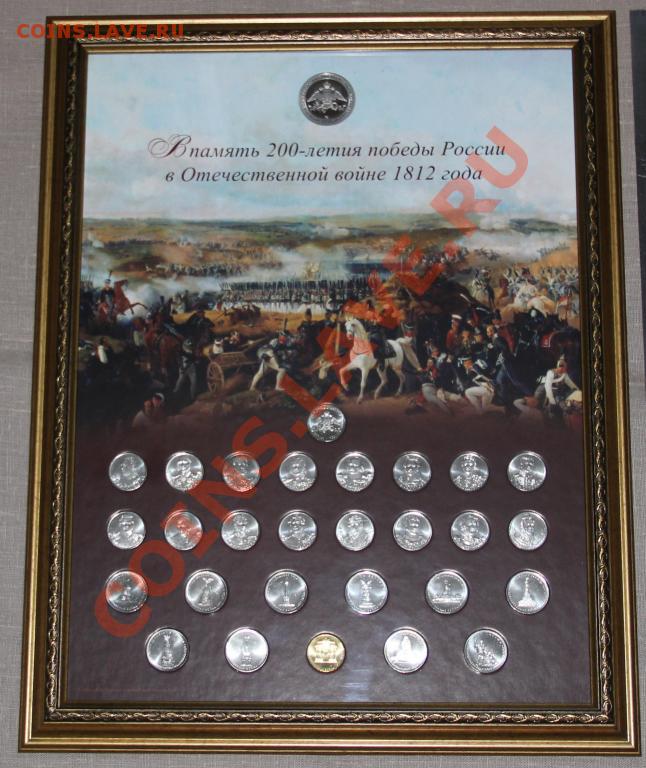 COINS.LAVE.RU
В память 200-летия победы России
в Отечественной войне 1812 года
COINS.LAVE.RU